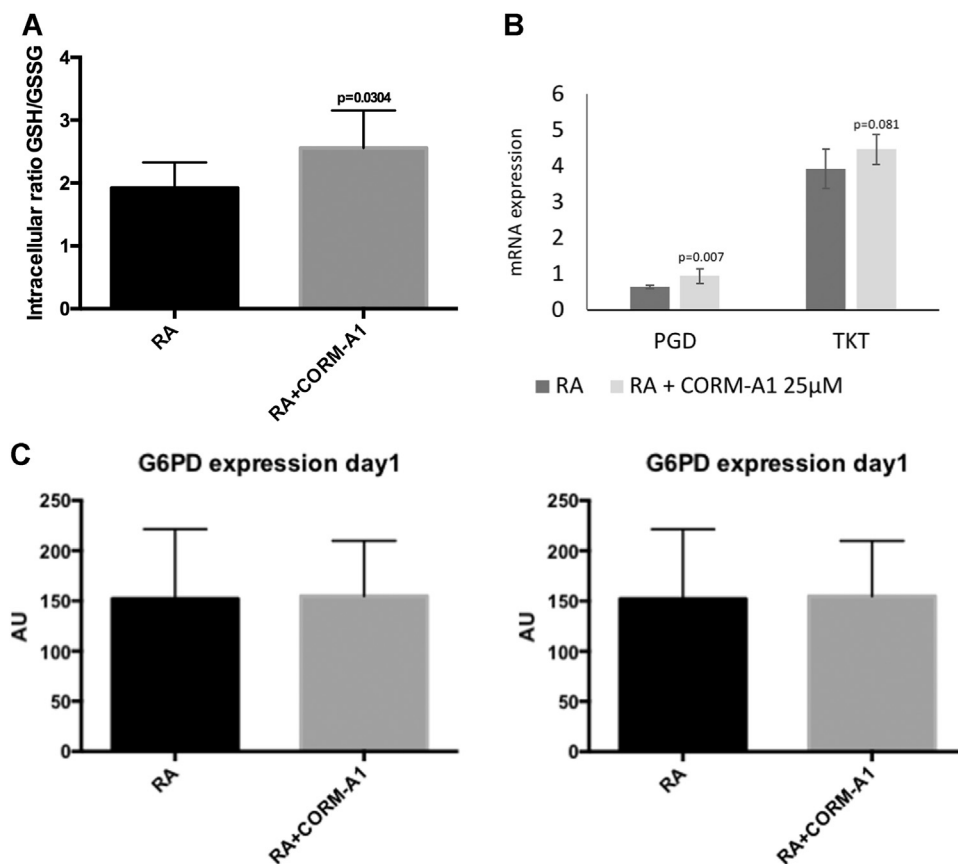 A
Intracellular ratio GSH/GSSG
4
3
2
1
0
p=0.0304
RA
RA+CORM-A1
B
mRNA expression
6
5
4
3
2
1
0
p=0.007
p=0.081
PGD
TKT
RA
RA + CORM-A1 25µM
C
G6PD expression day1
AU
250
200
150
100
50
0
RA
RA+CORM-A1
G6PD expression day1
AU
250
200
150
100
50
0
RA
RA+CORM-A1